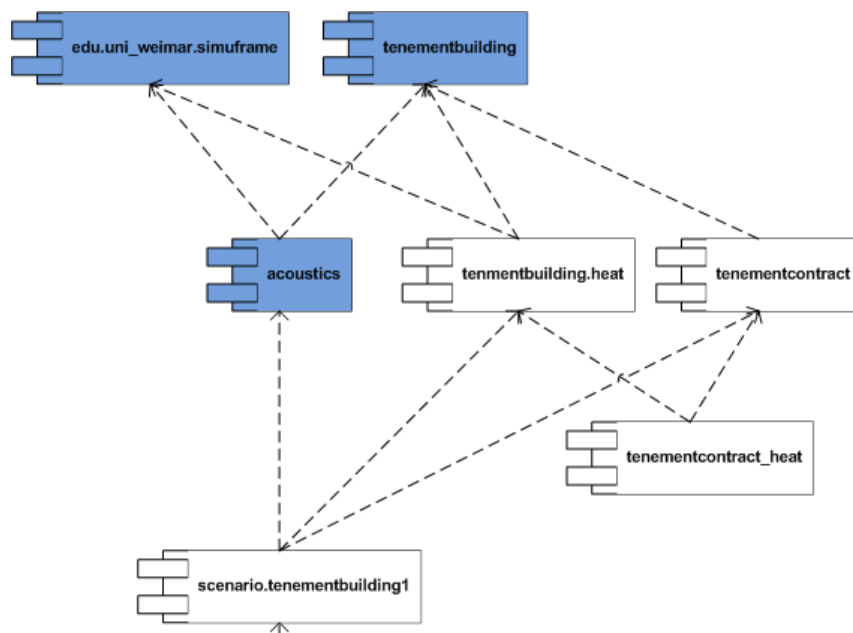 edu.uni_weimar.simuframe
tenementbuilding
acoustics
tenmentbuilding.heat
tenementcontract
tenementcontract_heat
scenario.tenementbuilding1